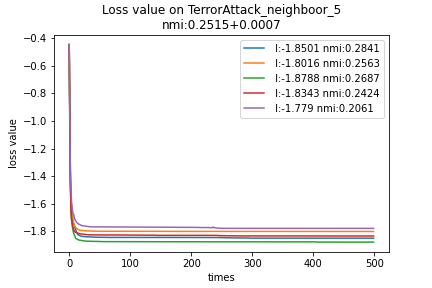 Loss value on TerrorAttack_neighboor_5
nmi:0.2515+0.0007
l:-1.8501 nmi:0.2841
l:-1.8016 nmi:0.2563
l:-1.8788 nmi:0.2687
l:-1.8343 nmi:0.2424
l:-1.779 nmi:0.2061
loss value
−0.4
−0.6
−0.8
−1.0
−1.2
−1.4
−1.6
−1.8
0 100 200 300 400 500
times